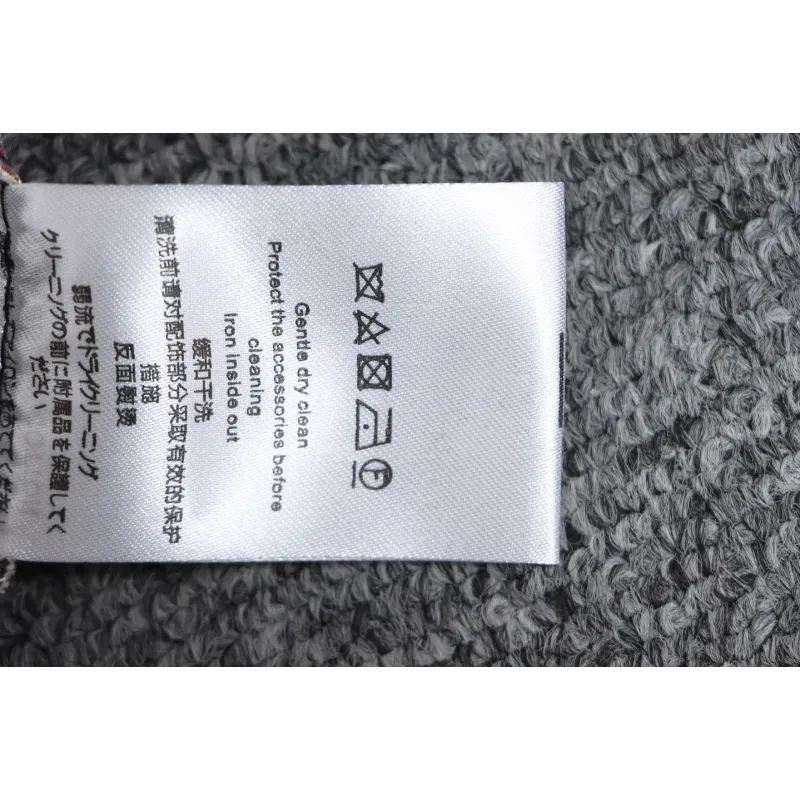 F
Gentle dry clean
Protect the accessories before
cleaning
Iron inside out
缓和干洗
清洗前请对配饰部分采取有效的保护
措施
反面熨烫
弱流でドライクリーニング
クリーニングの前に附属品を保護してく
ださい